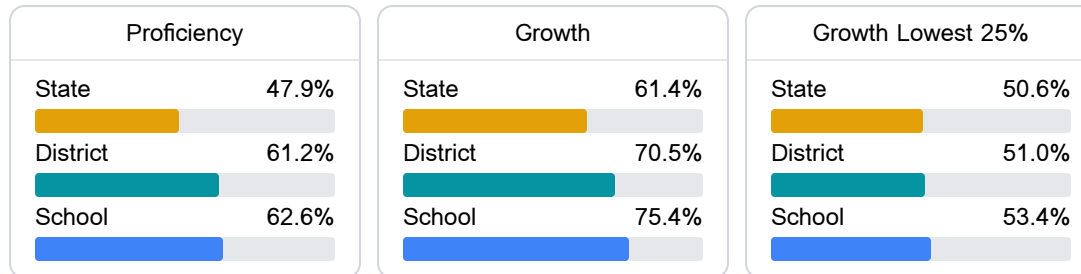 Proficiency
State 47.9%
District 61.2%
School 62.6%
Growth
State 61.4%
District 70.5%
School 75.4%
Growth Lowest 25%
State 50.6%
District 51.0%
School 53.4%